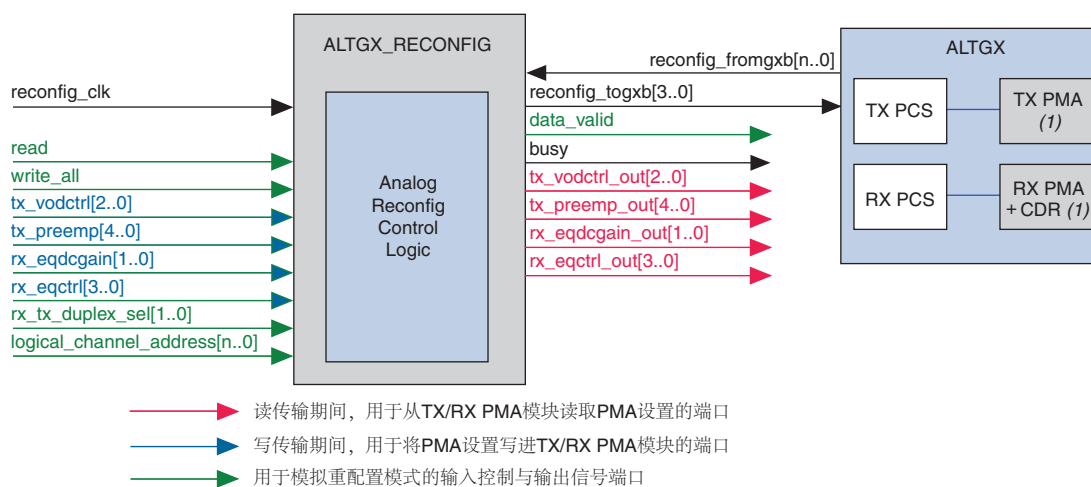 ALTGX_RECONFIG
reconfig_clk
read
write_all
tx_vodctrl[2..0]
tx_preemp[4..0]
rx_eqdcgain[1..0]
rx_eqctrl[3..0]
rx_tx_duplex_sel[1..0]
logical_channel_address[n..0]
Analog
Reconfig
Control
Logic
reconfig_fromgxb[n..0]
reconfig_togxb[3..0]
data_valid
busy
tx_vodctrl_out[2..0]
tx_preemp_out[4..0]
rx_eqdcgain_out[1..0]
rx_eqctrl_out[3..0]
ALTGX
TX PCS
TX PMA
(1)
RX PCS
RX PMA
+ CDR (1)
读传输期间，用于从TX/RX PMA模块读取PMA设置的端口
写传输期间，用于将PMA设置写进TX/RX PMA模块的端口
用于模拟重配置模式的输入控制与输出信号端口